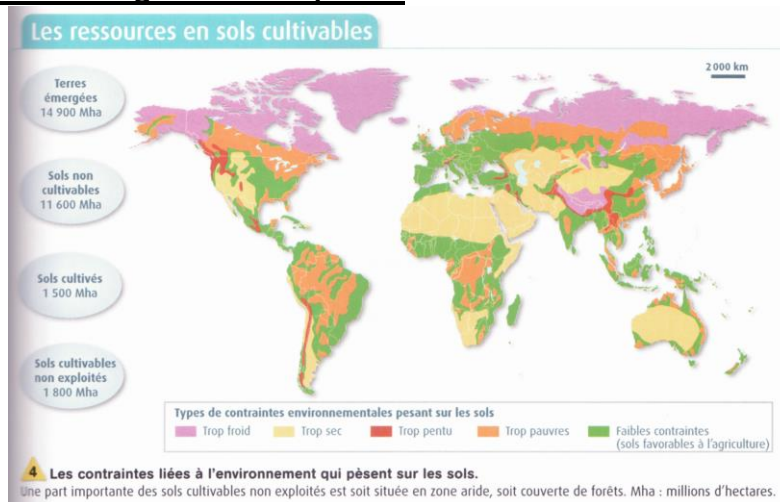 Les ressources en sols cultivables
2 000 km
Terres
émergées
14 900 Mha
Sols non
cultivables
11 600 Mha
Sols cultivés
1 500 Mha
Sols cultivables
non exploités
1 800 Mha
Types de contraintes environnementales pesant sur les sols
Trop froid
Trop sec
Trop pentu
Trop pauvres
Faibles contraintes
(sols favorables à l'agriculture)
4 Les contraintes liées à l'environnement qui pèsent sur les sols.
Une part importante des sols cultivables non exploités est soit située en zone aride, soit couverte de forêts. Mha : millions d'hectares.